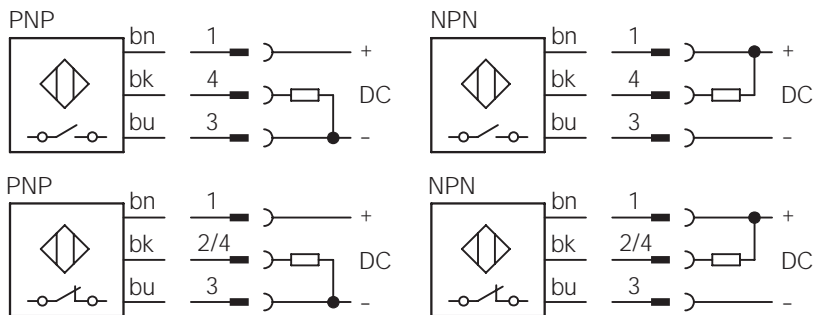 PNP
bn 1 +
bk 4 DC
bu 3 –
NPN
bn 1 +
bk 4 DC
bu 3 –
PNP
bn 1 +
bk 2/4 DC
bu 3 –
NPN
bn 1 +
bk 2/4 DC
bu 3 –